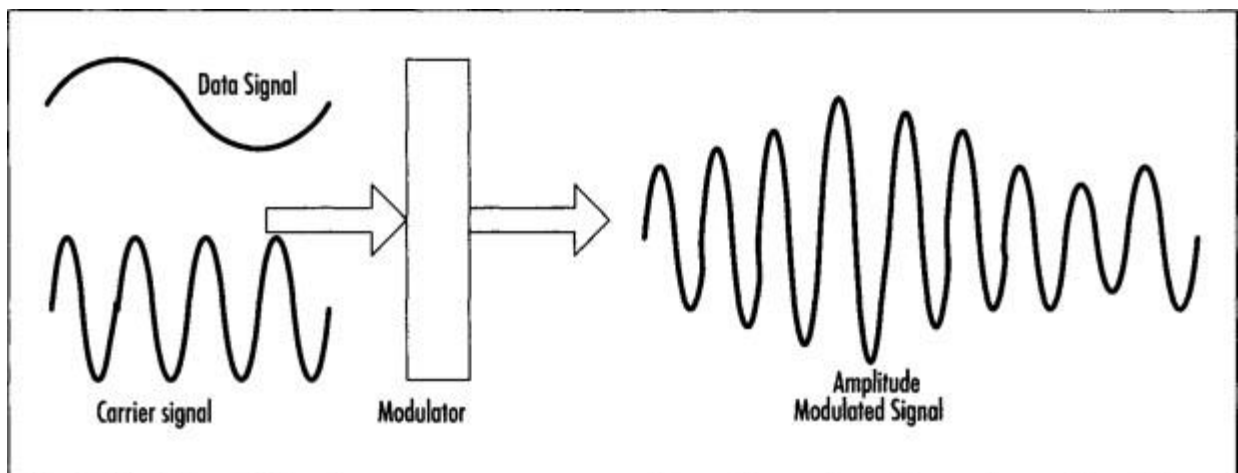 Data Signal
Carrier signal
Modulator
Amplitude
Modulated Signal